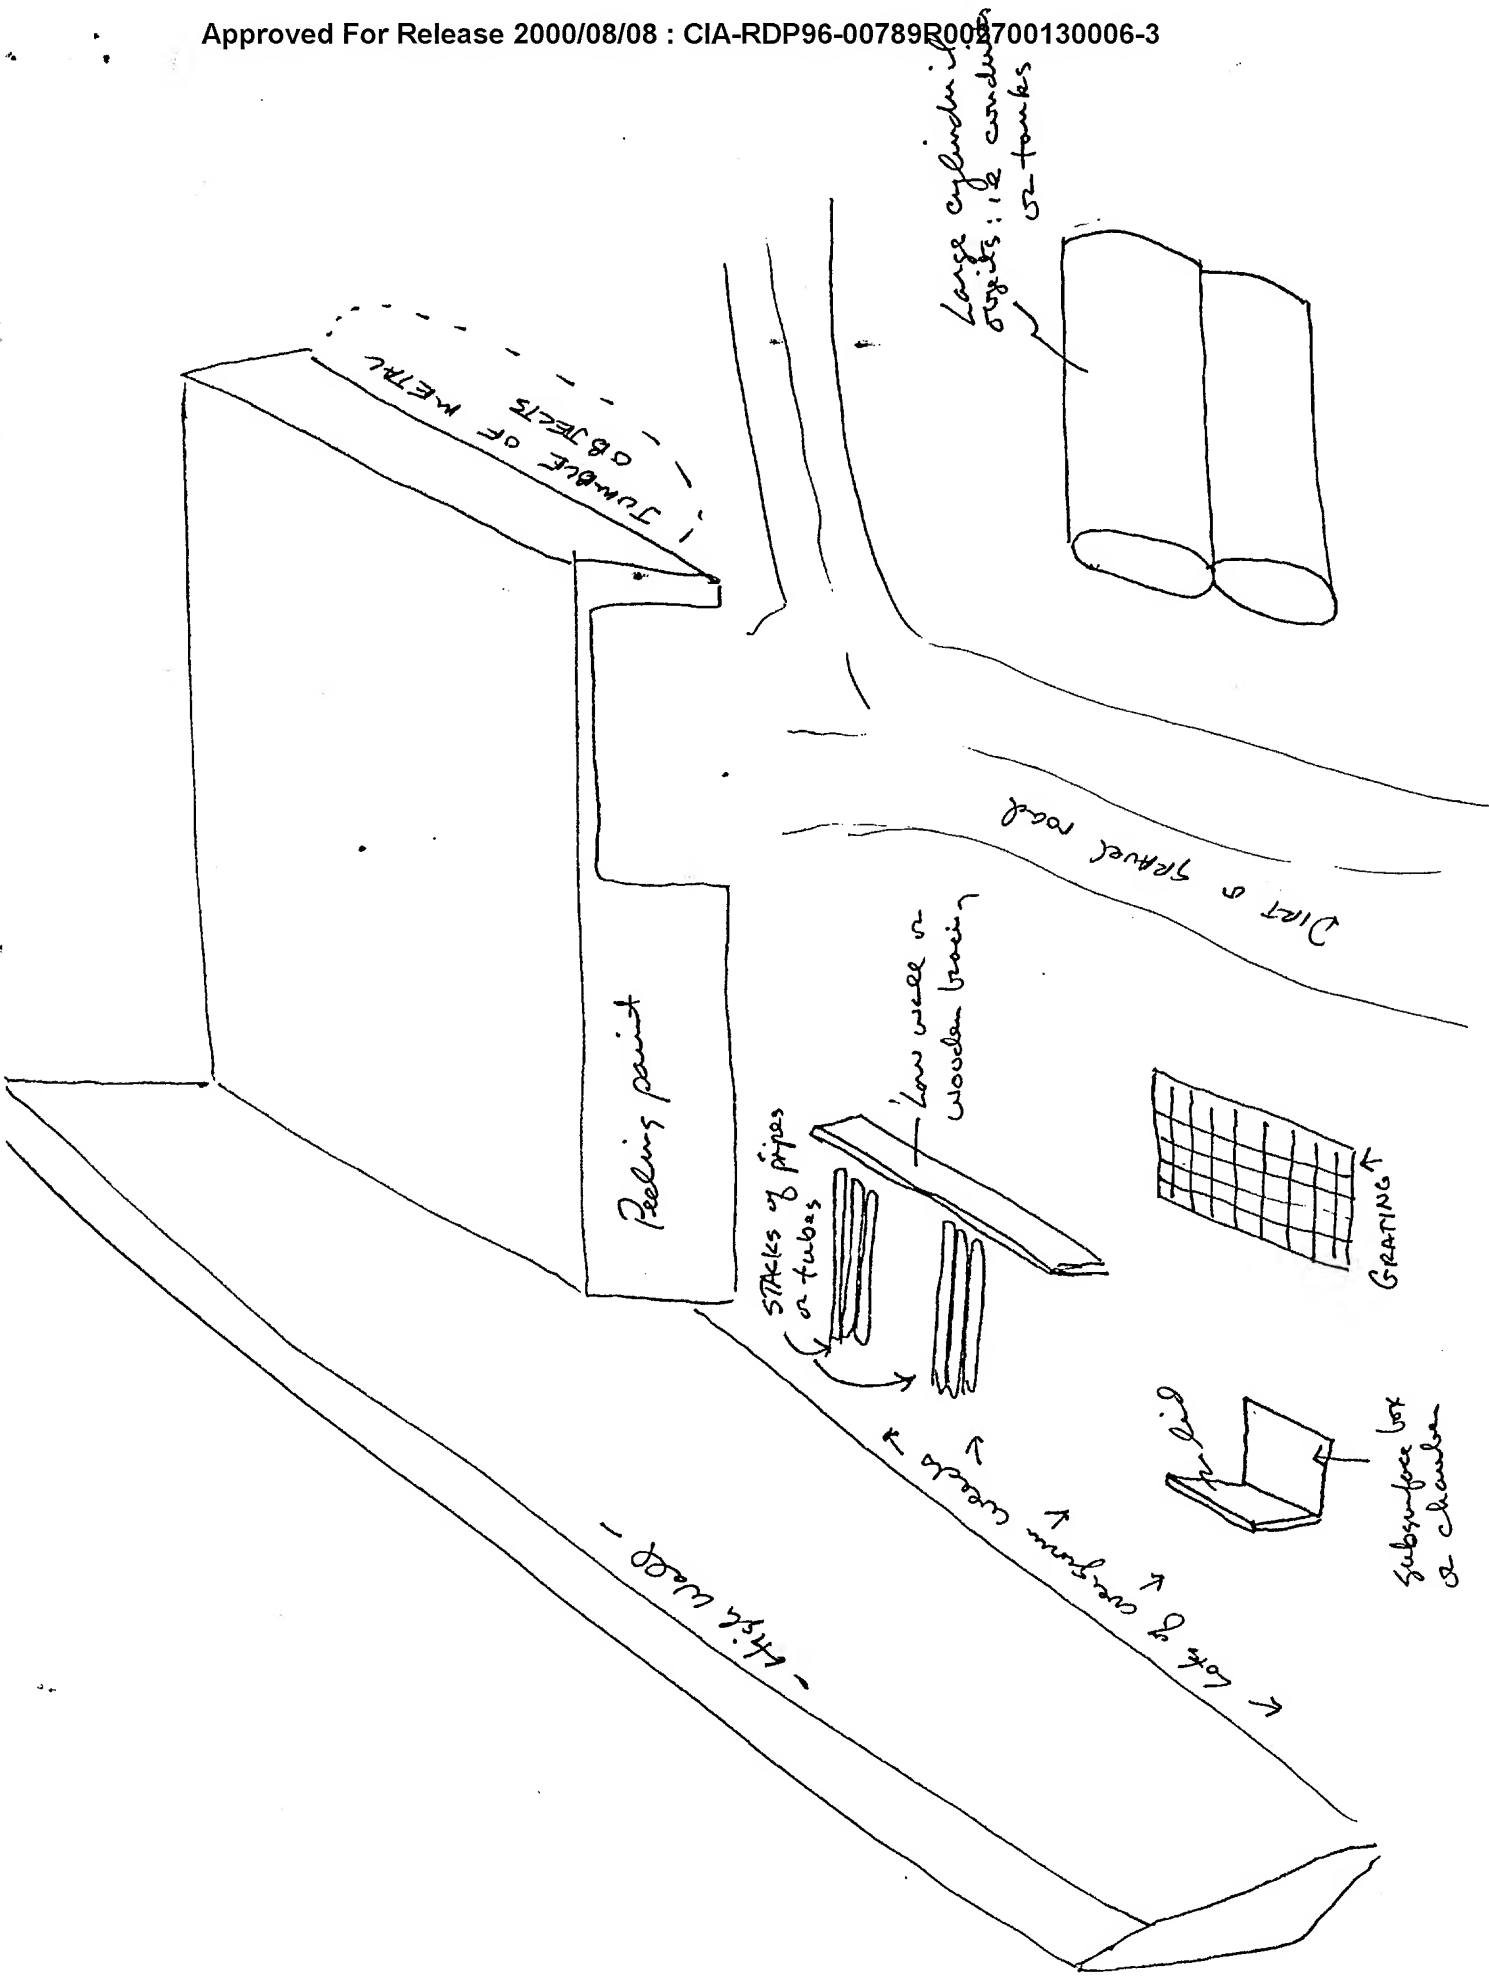 Approved For Release 2000/08/08 : CIA-RDP96-00789R002700130006-3
Large cylindrical
objects: ie conduits
or tanks
JUMBLE OF METAL
OBJECTS
DIRT or GRAVEL road
Peeling paint
Low wall or
wooden bracing
STACKS of pipes
or tubes
GRATING
lid
Subsurface box
or chamber
Lots of overgrown weeds
- High Wall -